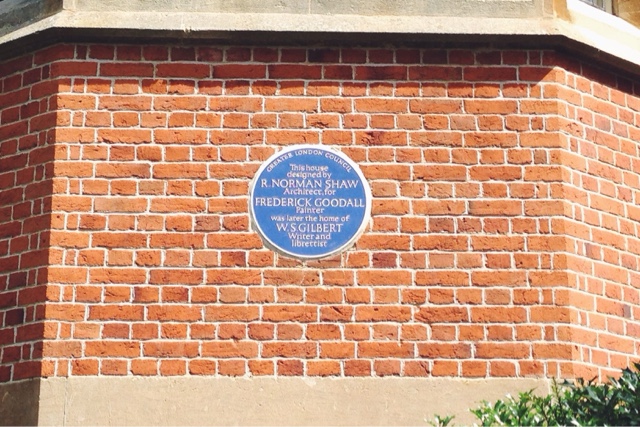 GREATER LONDON COUNCIL
This house
designed by
R. NORMAN SHAW
Architect, for
FREDERICK GOODALL
Painter
was later the home of
W.S. GILBERT
Writer and
librettist